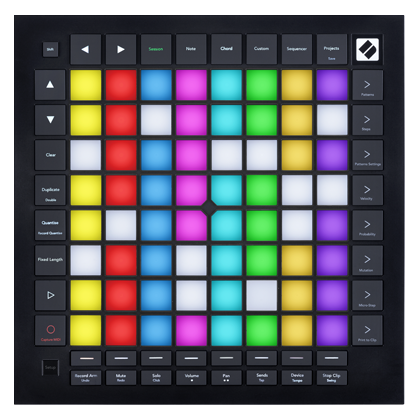 Shift
Session
Note
Chord
Custom
Sequencer
Projects
Save
Patterns
Steps
Clear
Pattern Settings
Duplicate
Double
Velocity
Quantise
Record Quantise
Probability
Fixed Length
Mutation
Micro Step
Capture MIDI
Print to Clip
Setup
Record Arm
Undo
Mute
Redo
Solo
Click
Volume
Pan
Sends
Tap
Device
Tempo
Stop Clip
Swing